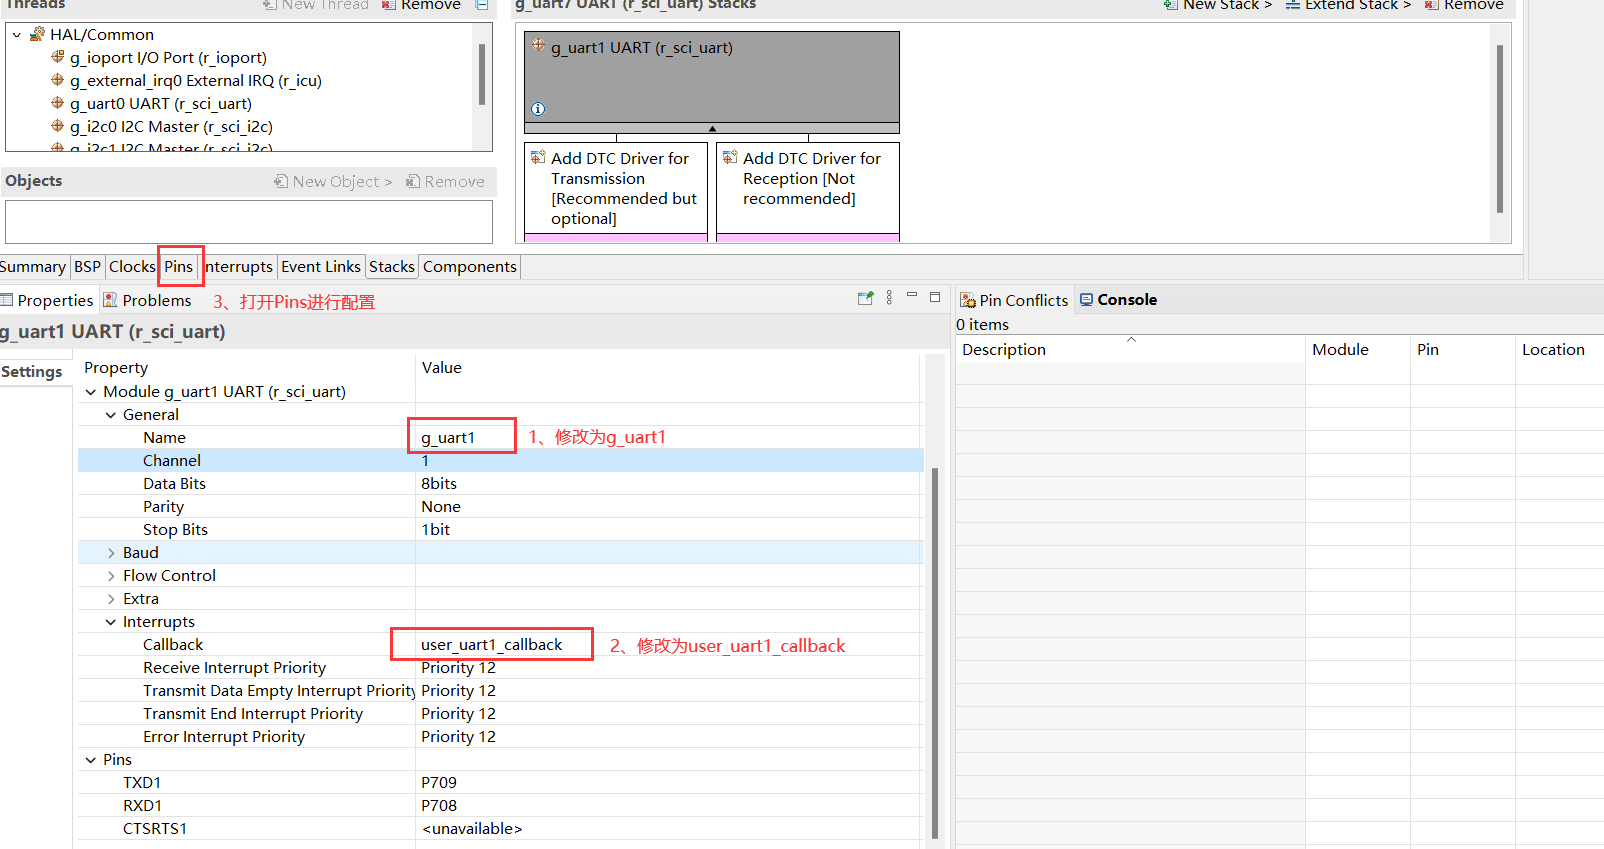 Threads
New Thread
Remove
HAL/Common
g_ioport I/O Port (r_ioport)
g_external_irq0 External IRQ (r_icu)
g_uart0 UART (r_sci_uart)
g_i2c0 I2C Master (r_sci_i2c)
g_i2c1 I2C Master (r_sci_i2c)
Objects
New Object >
Remove
g_uart7 UART (r_sci_uart) Stacks
New Stack >
Extend Stack >
Remove
g_uart1 UART (r_sci_uart)
Add DTC Driver for
Transmission
[Recommended but
optional]
Add DTC Driver for
Reception [Not
recommended]
Summary
BSP
Clocks
Pins
Interrupts
Event Links
Stacks
Components
Properties
Problems
3、打开Pins进行配置
g_uart1 UART (r_sci_uart)
Settings
Property
Value
Module g_uart1 UART (r_sci_uart)
General
Name
g_uart1
1、修改为g_uart1
Channel
1
Data Bits
8bits
Parity
None
Stop Bits
1bit
Baud
Flow Control
Extra
Interrupts
Callback
user_uart1_callback
2、修改为user_uart1_callback
Receive Interrupt Priority
Priority 12
Transmit Data Empty Interrupt Priority
Priority 12
Transmit End Interrupt Priority
Priority 12
Error Interrupt Priority
Priority 12
Pins
TXD1
P709
RXD1
P708
CTSRTS1
<unavailable>
Pin Conflicts
Console
0 items
Description
Module
Pin
Location